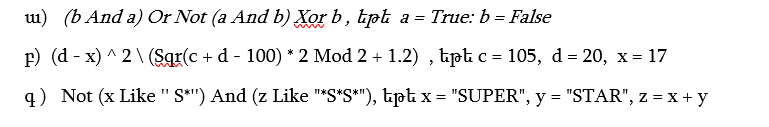 ա) (b And a) Or Not (a And b) Xor b , եթե a = True: b = False
բ) (d - x) ^ 2 \ (Sqr(c + d - 100) * 2 Mod 2 + 1.2) , եթե c = 105, d = 20, x = 17
գ) Not (x Like " S*") And (z Like "*S*S*"), եթե x = "SUPER", y = "STAR", z = x + y